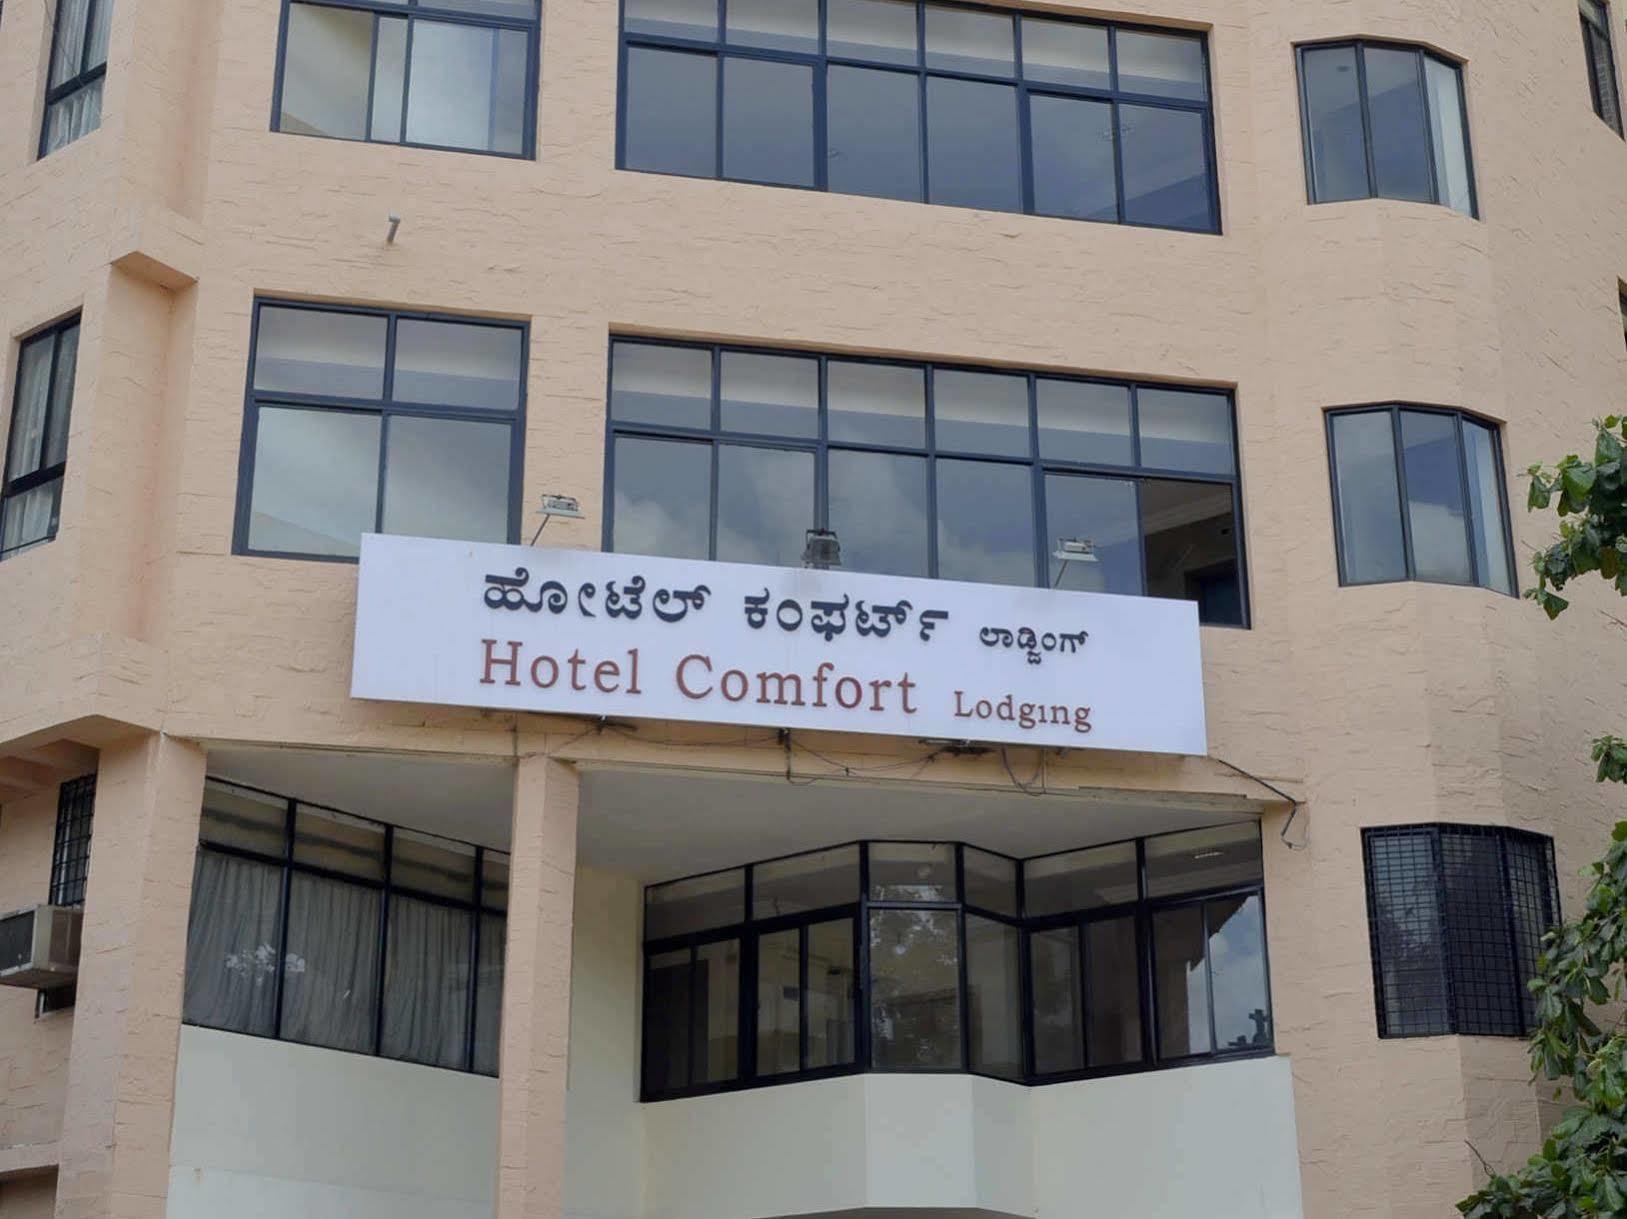 ಹೋಟೆಲ್ ಕಂಫರ್ಟ್ ಲಾಡ್ಜಿಂಗ್
Hotel Comfort Lodging